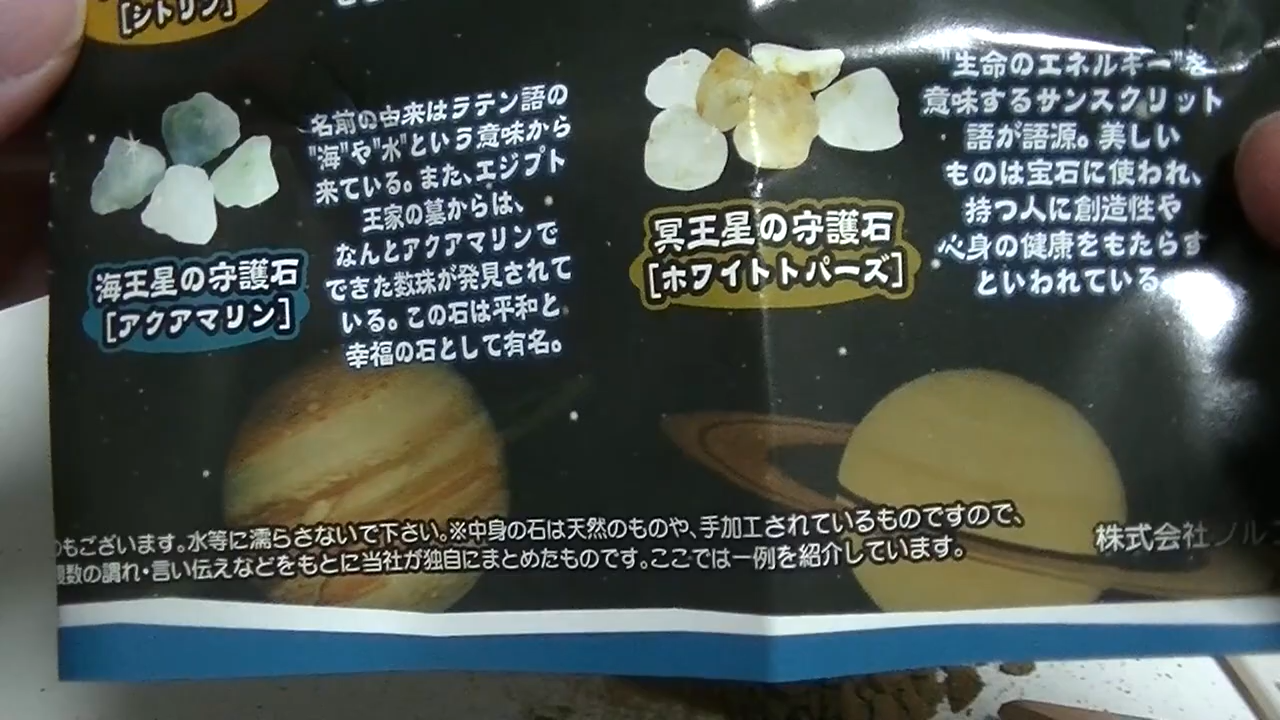 [シトリン]
名前の由来はラテン語の
"海"や"水"という意味から
来ている。また、エジプト
王家の墓からは、
なんとアクアマリンで
できた数珠が発見されて
いる。この石は平和と
幸福の石として有名。
海王星の守護石
[アクアマリン]
"生命のエネルギー"を
意味するサンスクリット
語が語源。美しい
ものは宝石に使われ、
持つ人に創造性や
心身の健康をもたらす
といわれている。
冥王星の守護石
[ホワイトトパーズ]
もございます。水等に濡らさないで下さい。※中身の石は天然のものや、手加工されているものですので、
数の謂れ・言い伝えなどをもとに当社が独自にまとめたものです。ここでは一例を紹介しています。
株式会社ノル